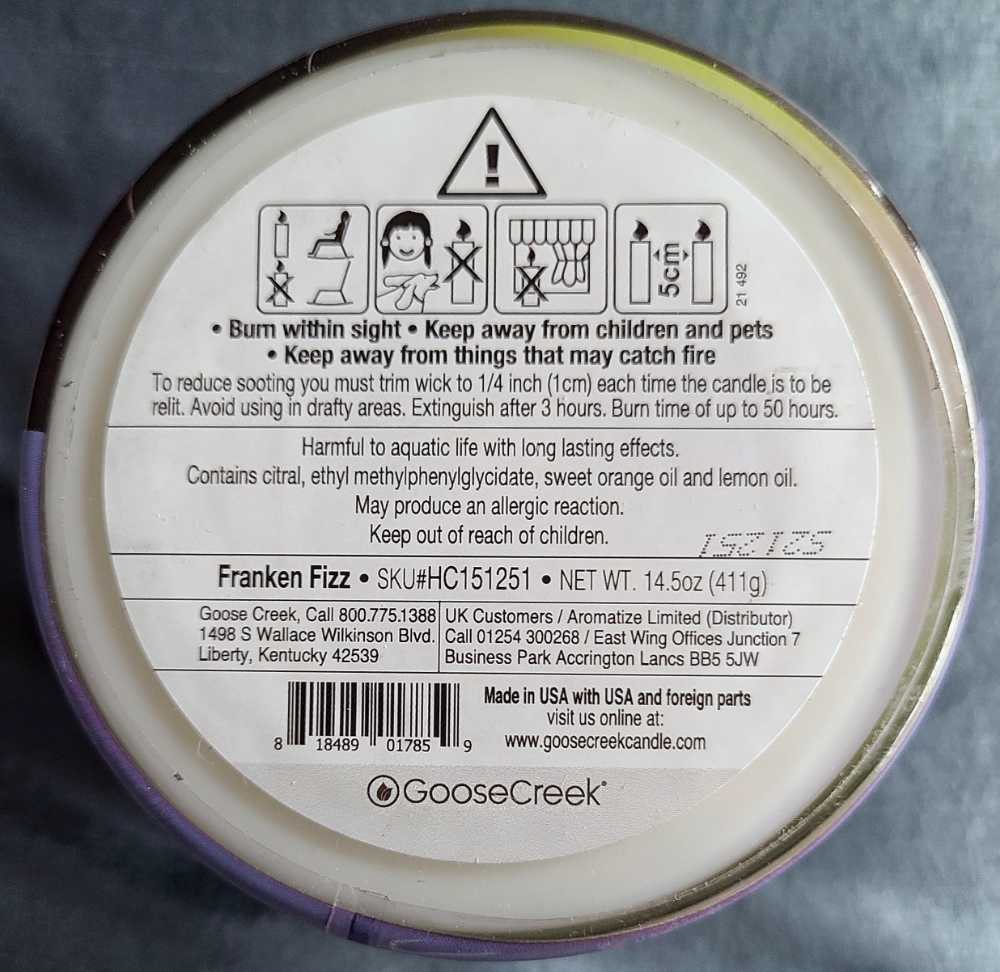 !
5cm
21 492
• Burn within sight • Keep away from children and pets
• Keep away from things that may catch fire
To reduce sooting you must trim wick to 1/4 inch (1cm) each time the candle is to be
relit. Avoid using in drafty areas. Extinguish after 3 hours. Burn time of up to 50 hours.
Harmful to aquatic life with long lasting effects.
Contains citral, ethyl methylphenylglycidate, sweet orange oil and lemon oil.
May produce an allergic reaction.
Keep out of reach of children.
Franken Fizz • SKU#HC151251 • NET WT. 14.5oz (411g)
Goose Creek, Call 800.775.1388
1498 S Wallace Wilkinson Blvd.
Liberty, Kentucky 42539
UK Customers / Aromatize Limited (Distributor)
Call 01254 300268 / East Wing Offices Junction 7
Business Park Accrington Lancs BB5 5JW
8 18489 01785 9
Made in USA with USA and foreign parts
visit us online at:
www.goosecreekcandle.com
GooseCreek